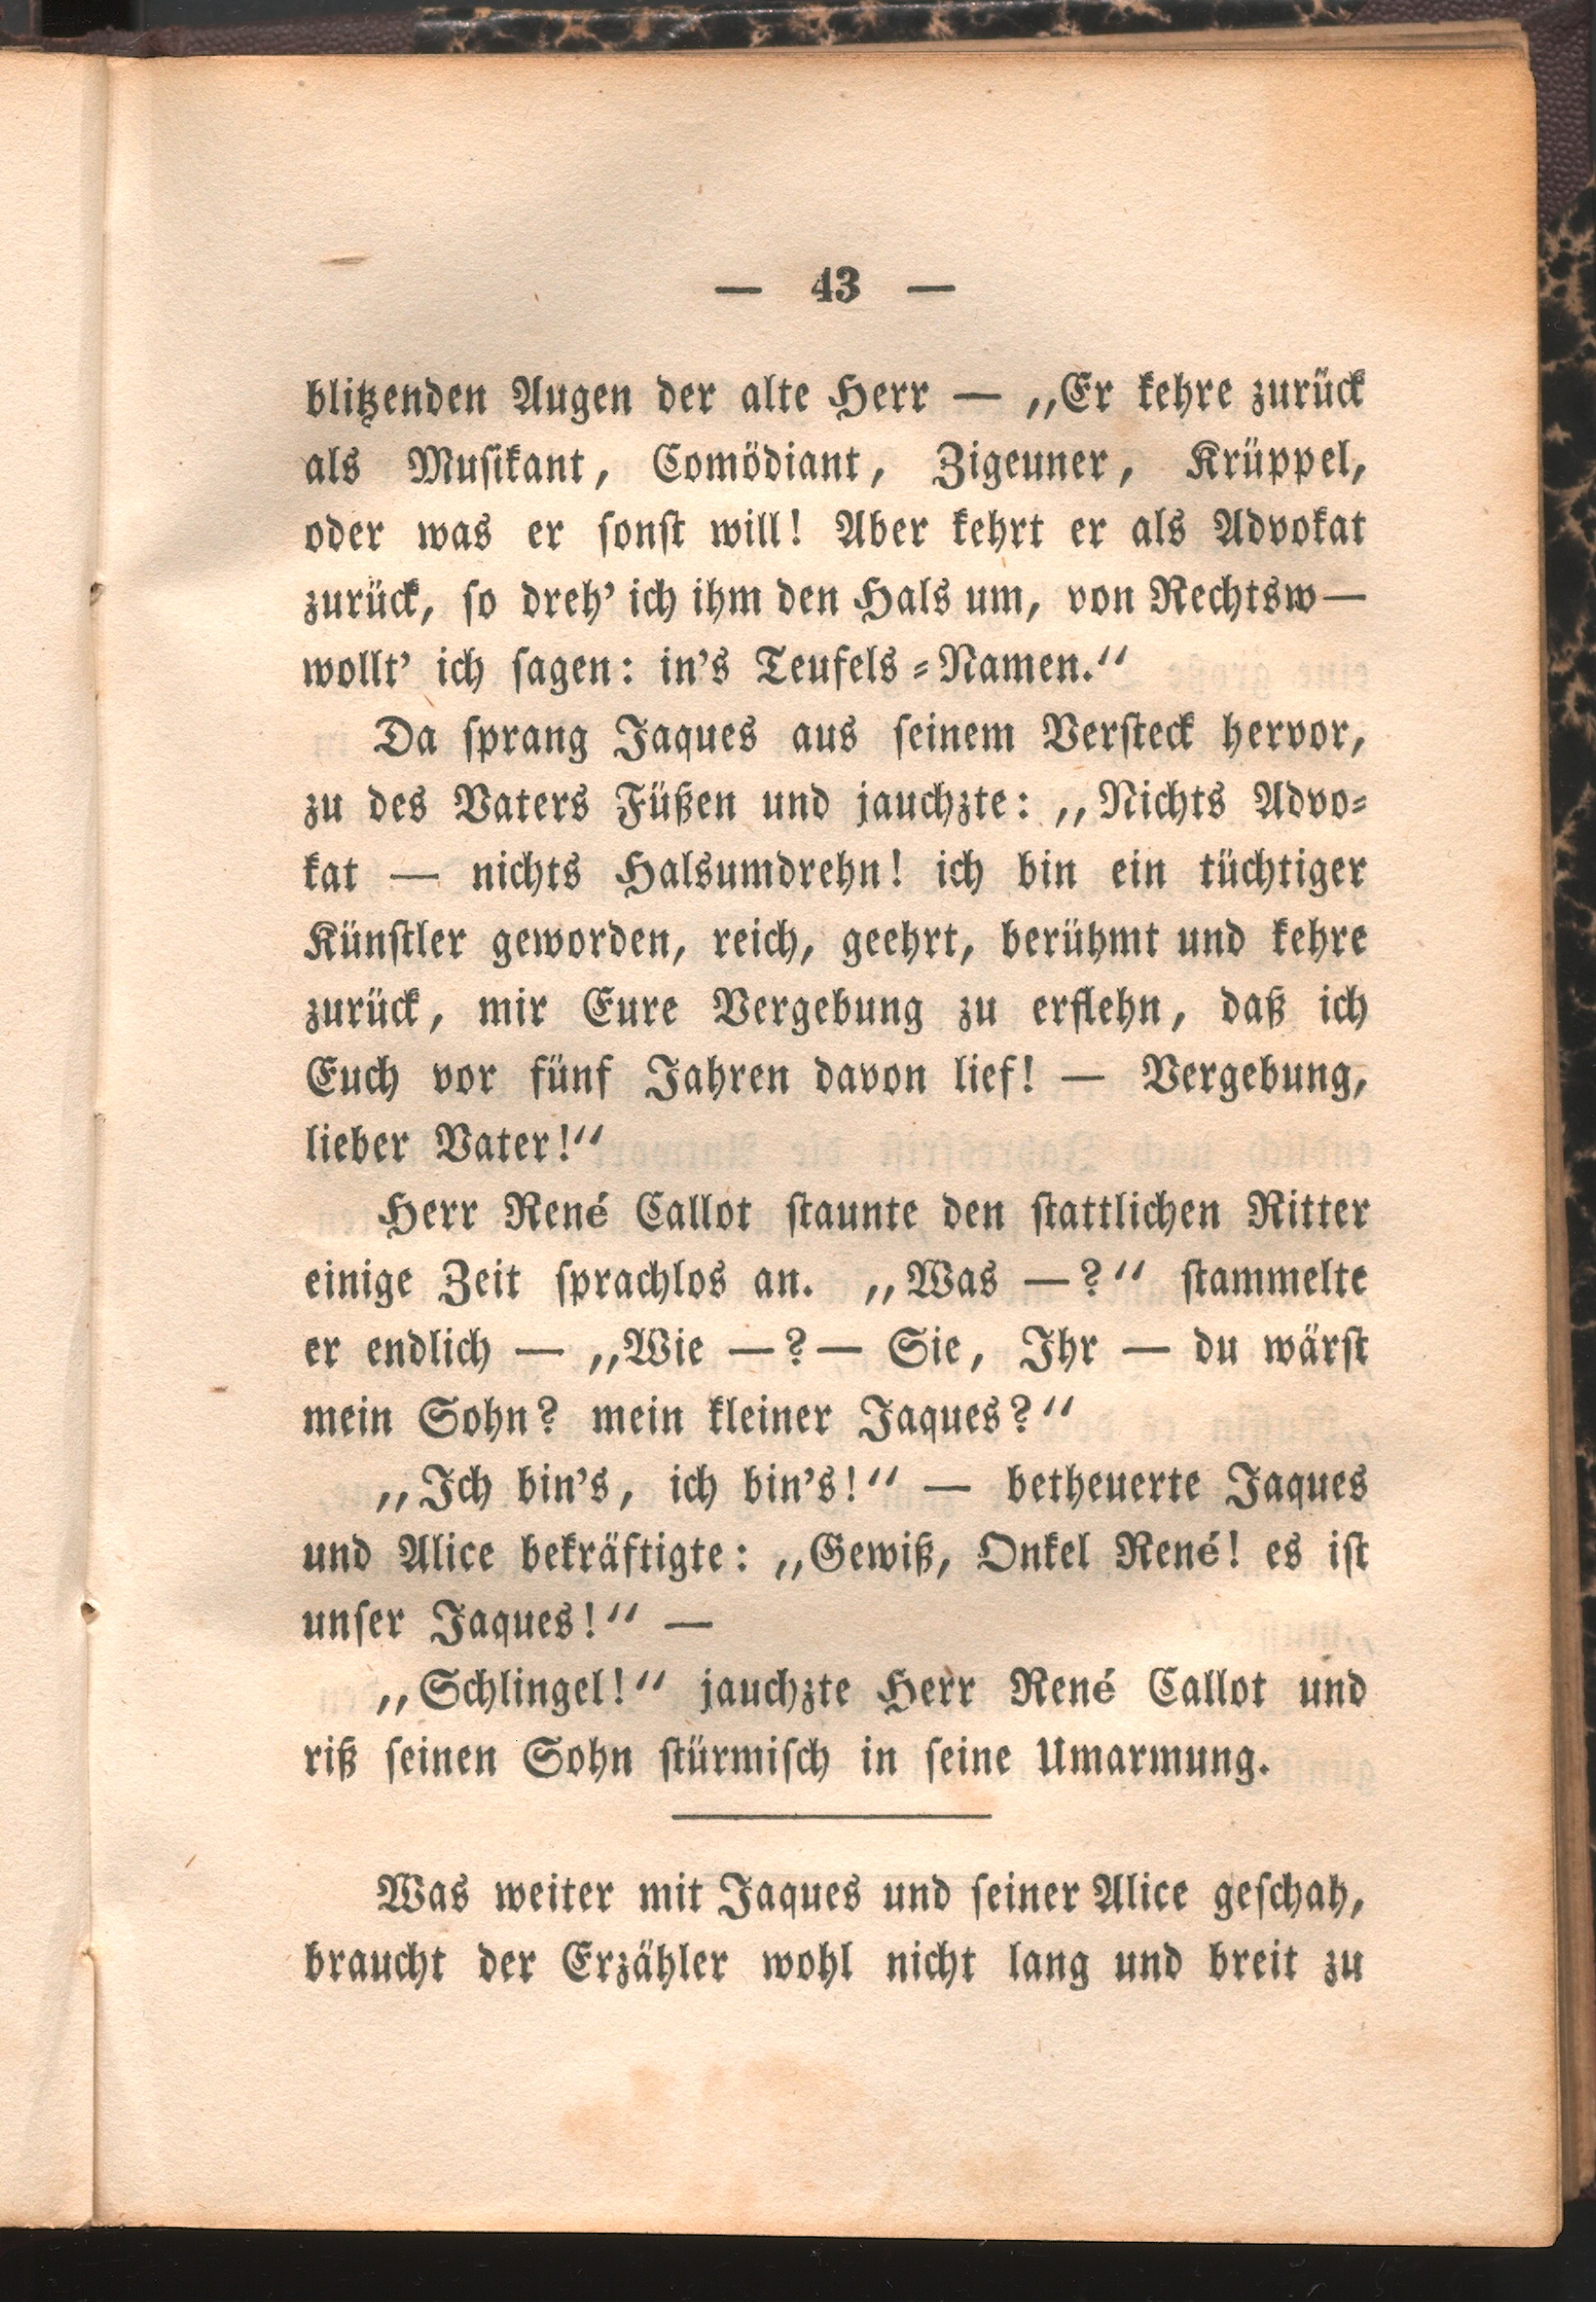 — 43 —
blitzenden Augen der alte Herr — „Er kehre zurück
als Musikant, Comödiant, Zigeuner, Krüppel,
oder was er sonst will! Aber kehrt er als Advokat
zurück, so dreh’ ich ihm den Hals um, von Rechtsw—
wollt’ ich sagen: in’s Teufels-Namen.“
Da sprang Jaques aus seinem Versteck hervor,
zu des Vaters Füßen und jauchzte: „Nichts Advo-
kat — nichts Halsumdrehn! ich bin ein tüchtiger
Künstler geworden, reich, geehrt, berühmt und kehre
zurück, mir Eure Vergebung zu erflehn, daß ich
Euch vor fünf Jahren davon lief! — Vergebung,
lieber Vater!“
Herr René Callot staunte den stattlichen Ritter
einige Zeit sprachlos an. „Was —?“ stammelte
er endlich — „Wie —?— Sie, Ihr — du wärst
mein Sohn? mein kleiner Jaques?“
„Ich bin’s, ich bin’s!“ — betheuerte Jaques
und Alice bekräftigte: „Gewiß, Onkel René! es ist
unser Jaques!“ —
„Schlingel!“ jauchzte Herr René Callot und
riß seinen Sohn stürmisch in seine Umarmung.
Was weiter mit Jaques und seiner Alice geschah,
braucht der Erzähler wohl nicht lang und breit zu